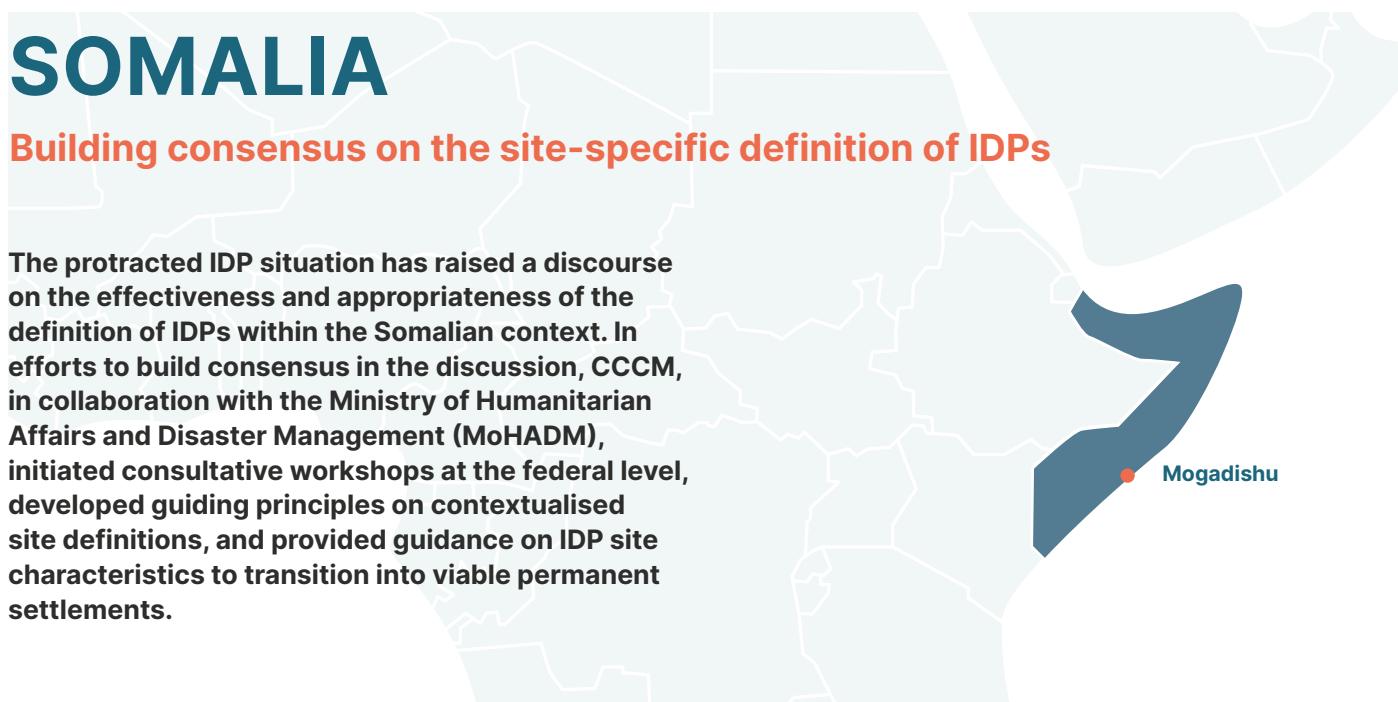 SOMALIA
Building consensus on the site-specific definition of IDPs
The protracted IDP situation has raised a discourse
on the effectiveness and appropriateness of the
definition of IDPs within the Somalian context. In
efforts to build consensus in the discussion, CCCM,
in collaboration with the Ministry of Humanitarian
Affairs and Disaster Management (MoHADM),
initiated consultative workshops at the federal level,
developed guiding principles on contextualised
site definitions, and provided guidance on IDP site
characteristics to transition into viable permanent
settlements.
Mogadishu